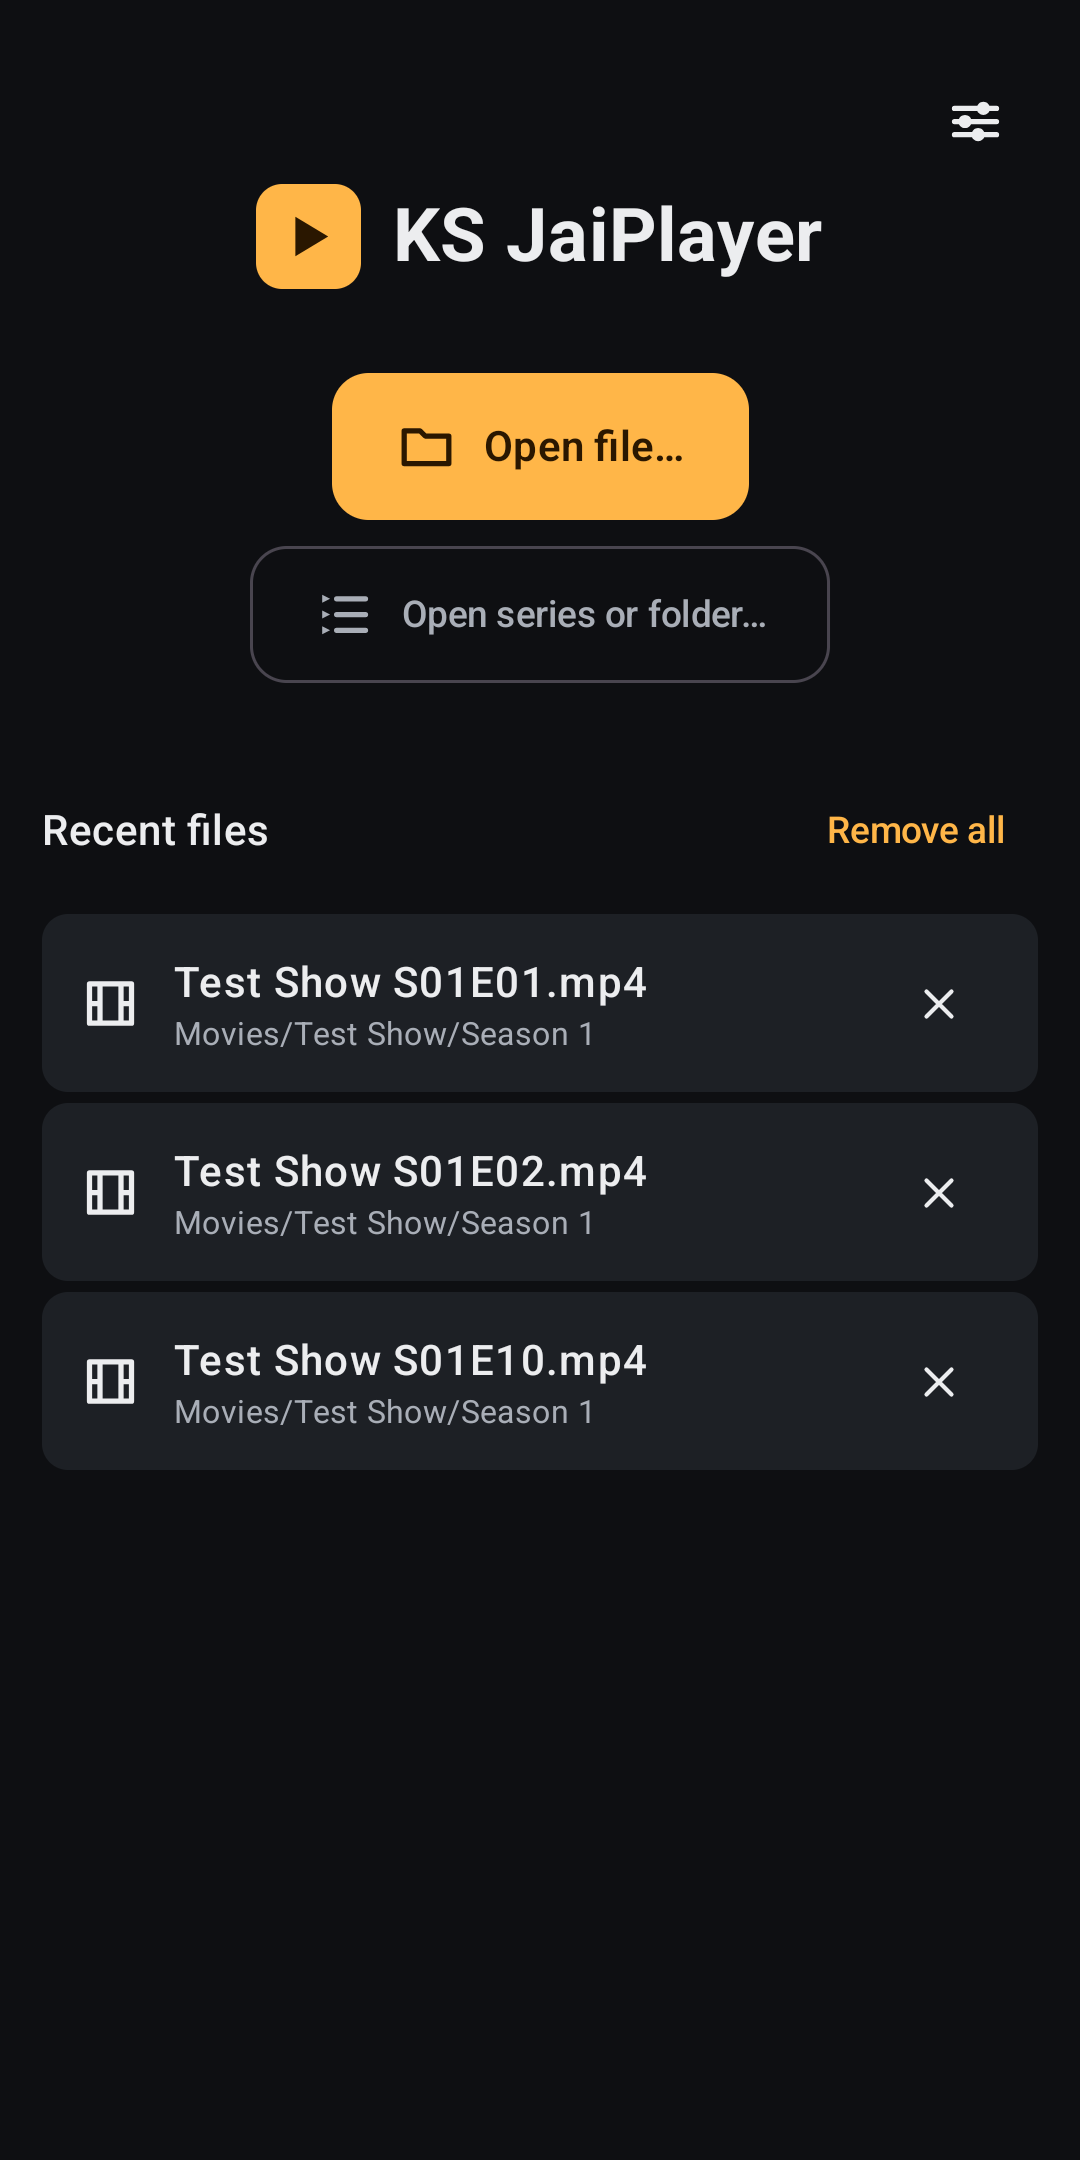 KS JaiPlayer
Open file…
Open series or folder…
Recent files
Remove all
Test Show S01E01.mp4
Movies/Test Show/Season 1
Test Show S01E02.mp4
Movies/Test Show/Season 1
Test Show S01E10.mp4
Movies/Test Show/Season 1